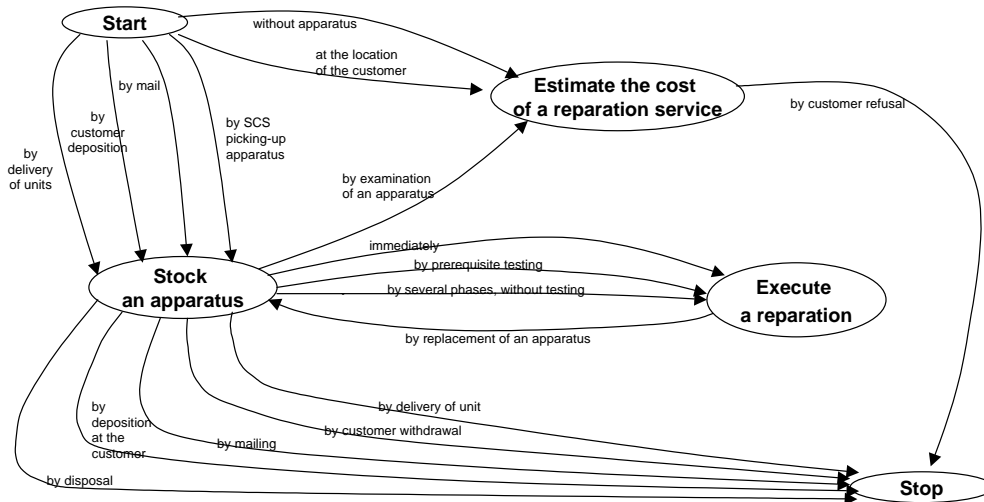 Start
without apparatus
at the location
of the customer
by mail
Estimate the cost
of a reparation service
by customer refusal
by
customer
deposition
by SCS
picking-up
apparatus
by
delivery
of units
by examination
of an apparatus
immediately
by prerequisite testing
by several phases, without testing
Stock
an apparatus
Execute
a reparation
by replacement of an apparatus
by delivery of unit
by
deposition
at the
customer
by customer withdrawal
by mailing
by disposal
Stop